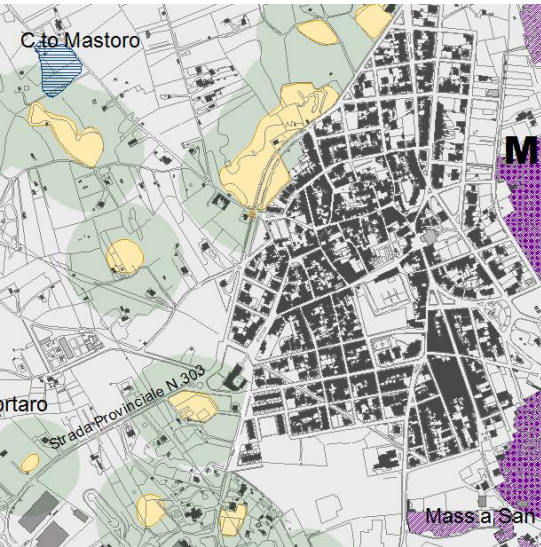 C.to Mastoro
M
Strada Provinciale N.303
ortaro
Mass.a San